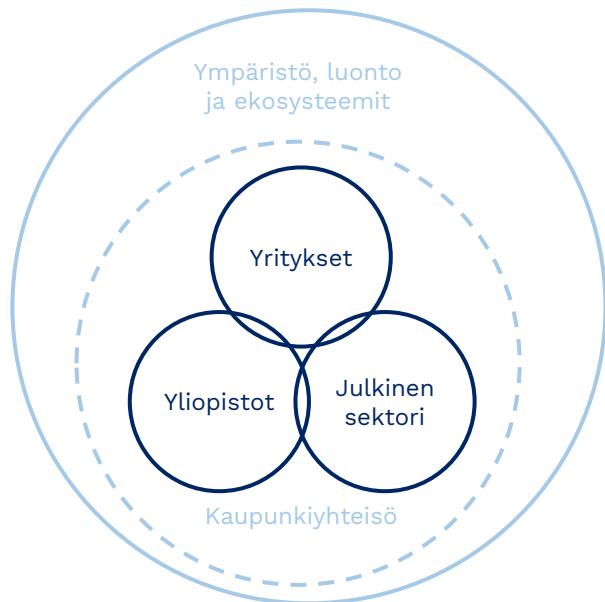 Ympäristö, luonto
ja ekosysteemit
Yritykset
Yliopistot
Julkinen
sektori
Kaupunkiyhteisö